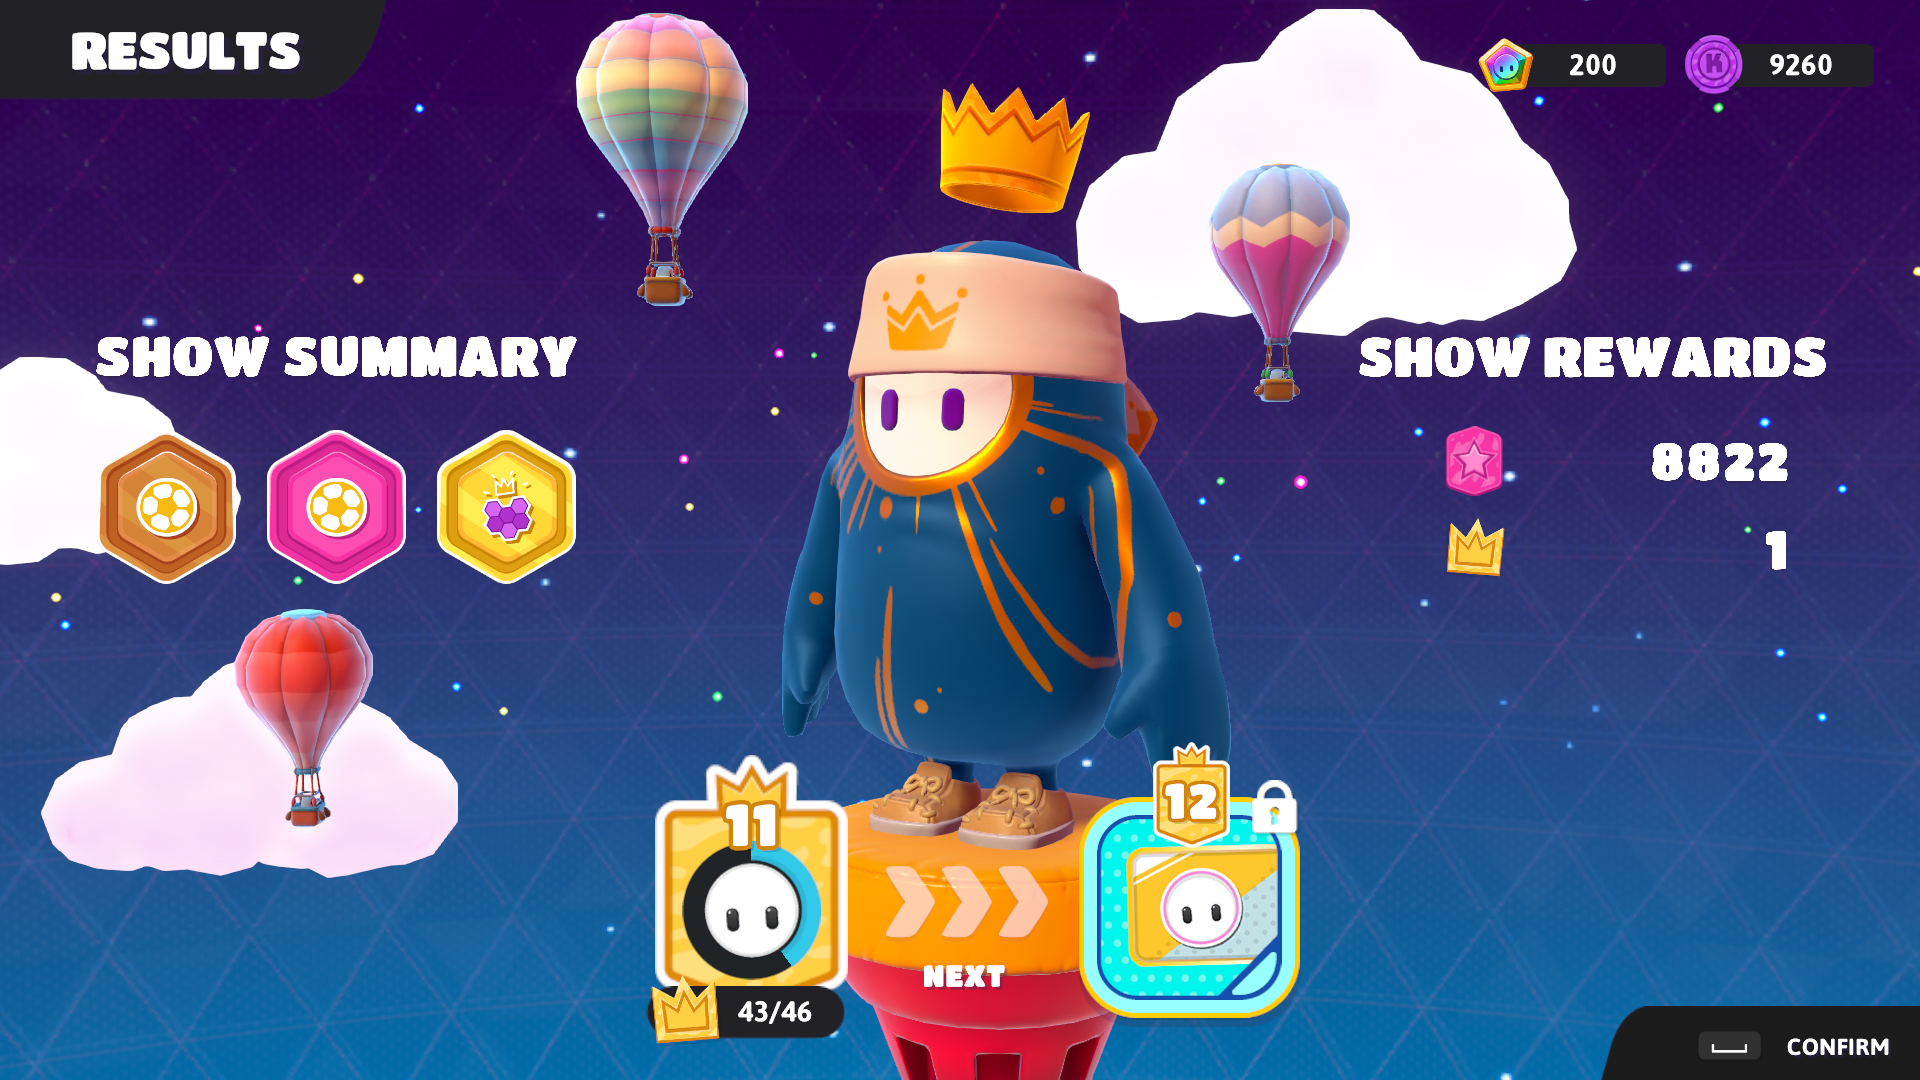 RESULTS
200
K
9260
SHOW SUMMARY
SHOW REWARDS
8822
1
11
12
NEXT
43/46
CONFIRM